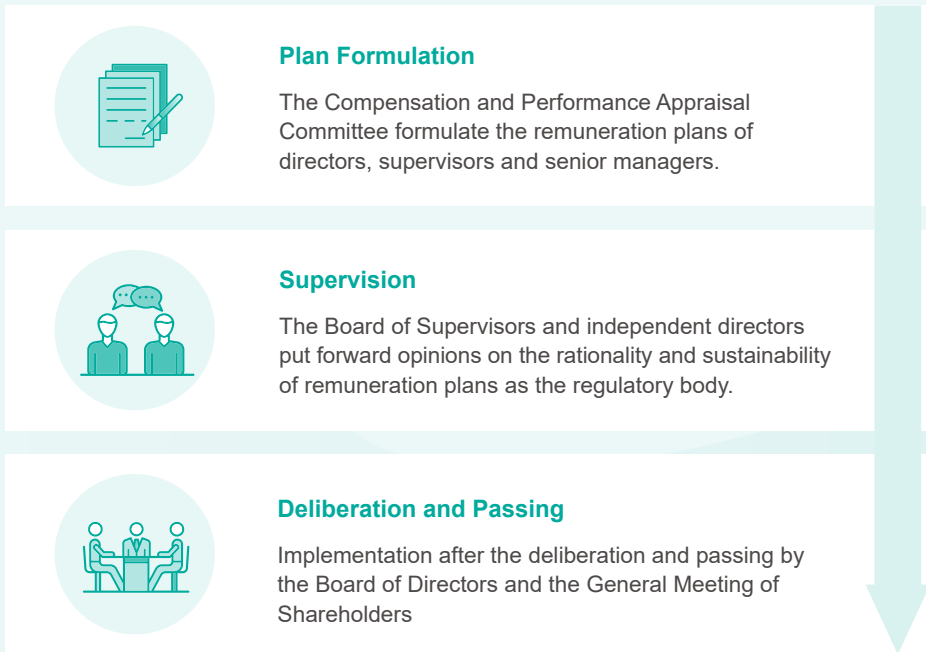 Plan Formulation
The Compensation and Performance Appraisal
Committee formulate the remuneration plans of
directors, supervisors and senior managers.
Supervision
The Board of Supervisors and independent directors
put forward opinions on the rationality and sustainability
of remuneration plans as the regulatory body.
Deliberation and Passing
Implementation after the deliberation and passing by
the Board of Directors and the General Meeting of
Shareholders